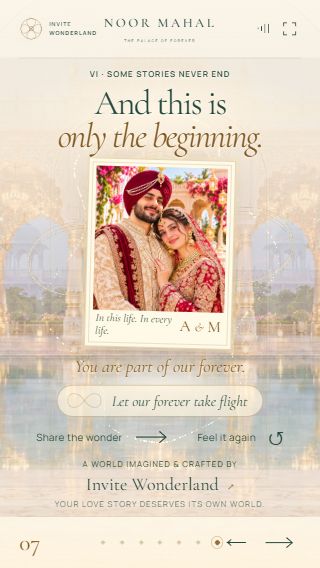 INVITE
WONDERLAND
NOOR MAHAL
THE PALACE OF FOREVER
VI · SOME STORIES NEVER END
And this is
only the beginning.
In this life. In every
life.
A & M
You are part of our forever.
Let our forever take flight
Share the wonder
Feel it again
A WORLD IMAGINED & CRAFTED BY
Invite Wonderland ↗
YOUR LOVE STORY DESERVES ITS OWN WORLD.
07